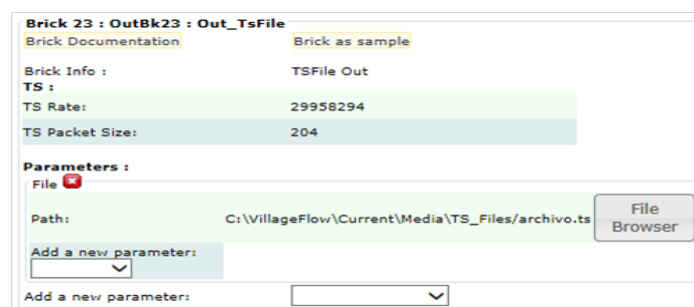 Brick 23 : OutBk23 : Out_TsFile
Brick Documentation Brick as sample
Brick Info : TSFile Out
TS :
TS Rate: 29958294
TS Packet Size: 204
Parameters :
File
Path: C:\VillageFlow\Current\Media\TS_Files/archivo.ts File Browser
Add a new parameter:
Add a new parameter: